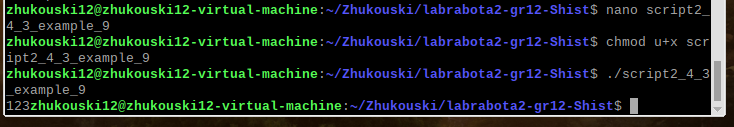 zhukouski12@zhukouski12-virtual-machine:~/Zhukouski/labrabota2-gr12-Shist$ nano script2_
4_3_example_9
zhukouski12@zhukouski12-virtual-machine:~/Zhukouski/labrabota2-gr12-Shist$ chmod u+x scr
ipt2_4_3_example_9
zhukouski12@zhukouski12-virtual-machine:~/Zhukouski/labrabota2-gr12-Shist$ ./script2_4_3
_example_9
123zhukouski12@zhukouski12-virtual-machine:~/Zhukouski/labrabota2-gr12-Shist$